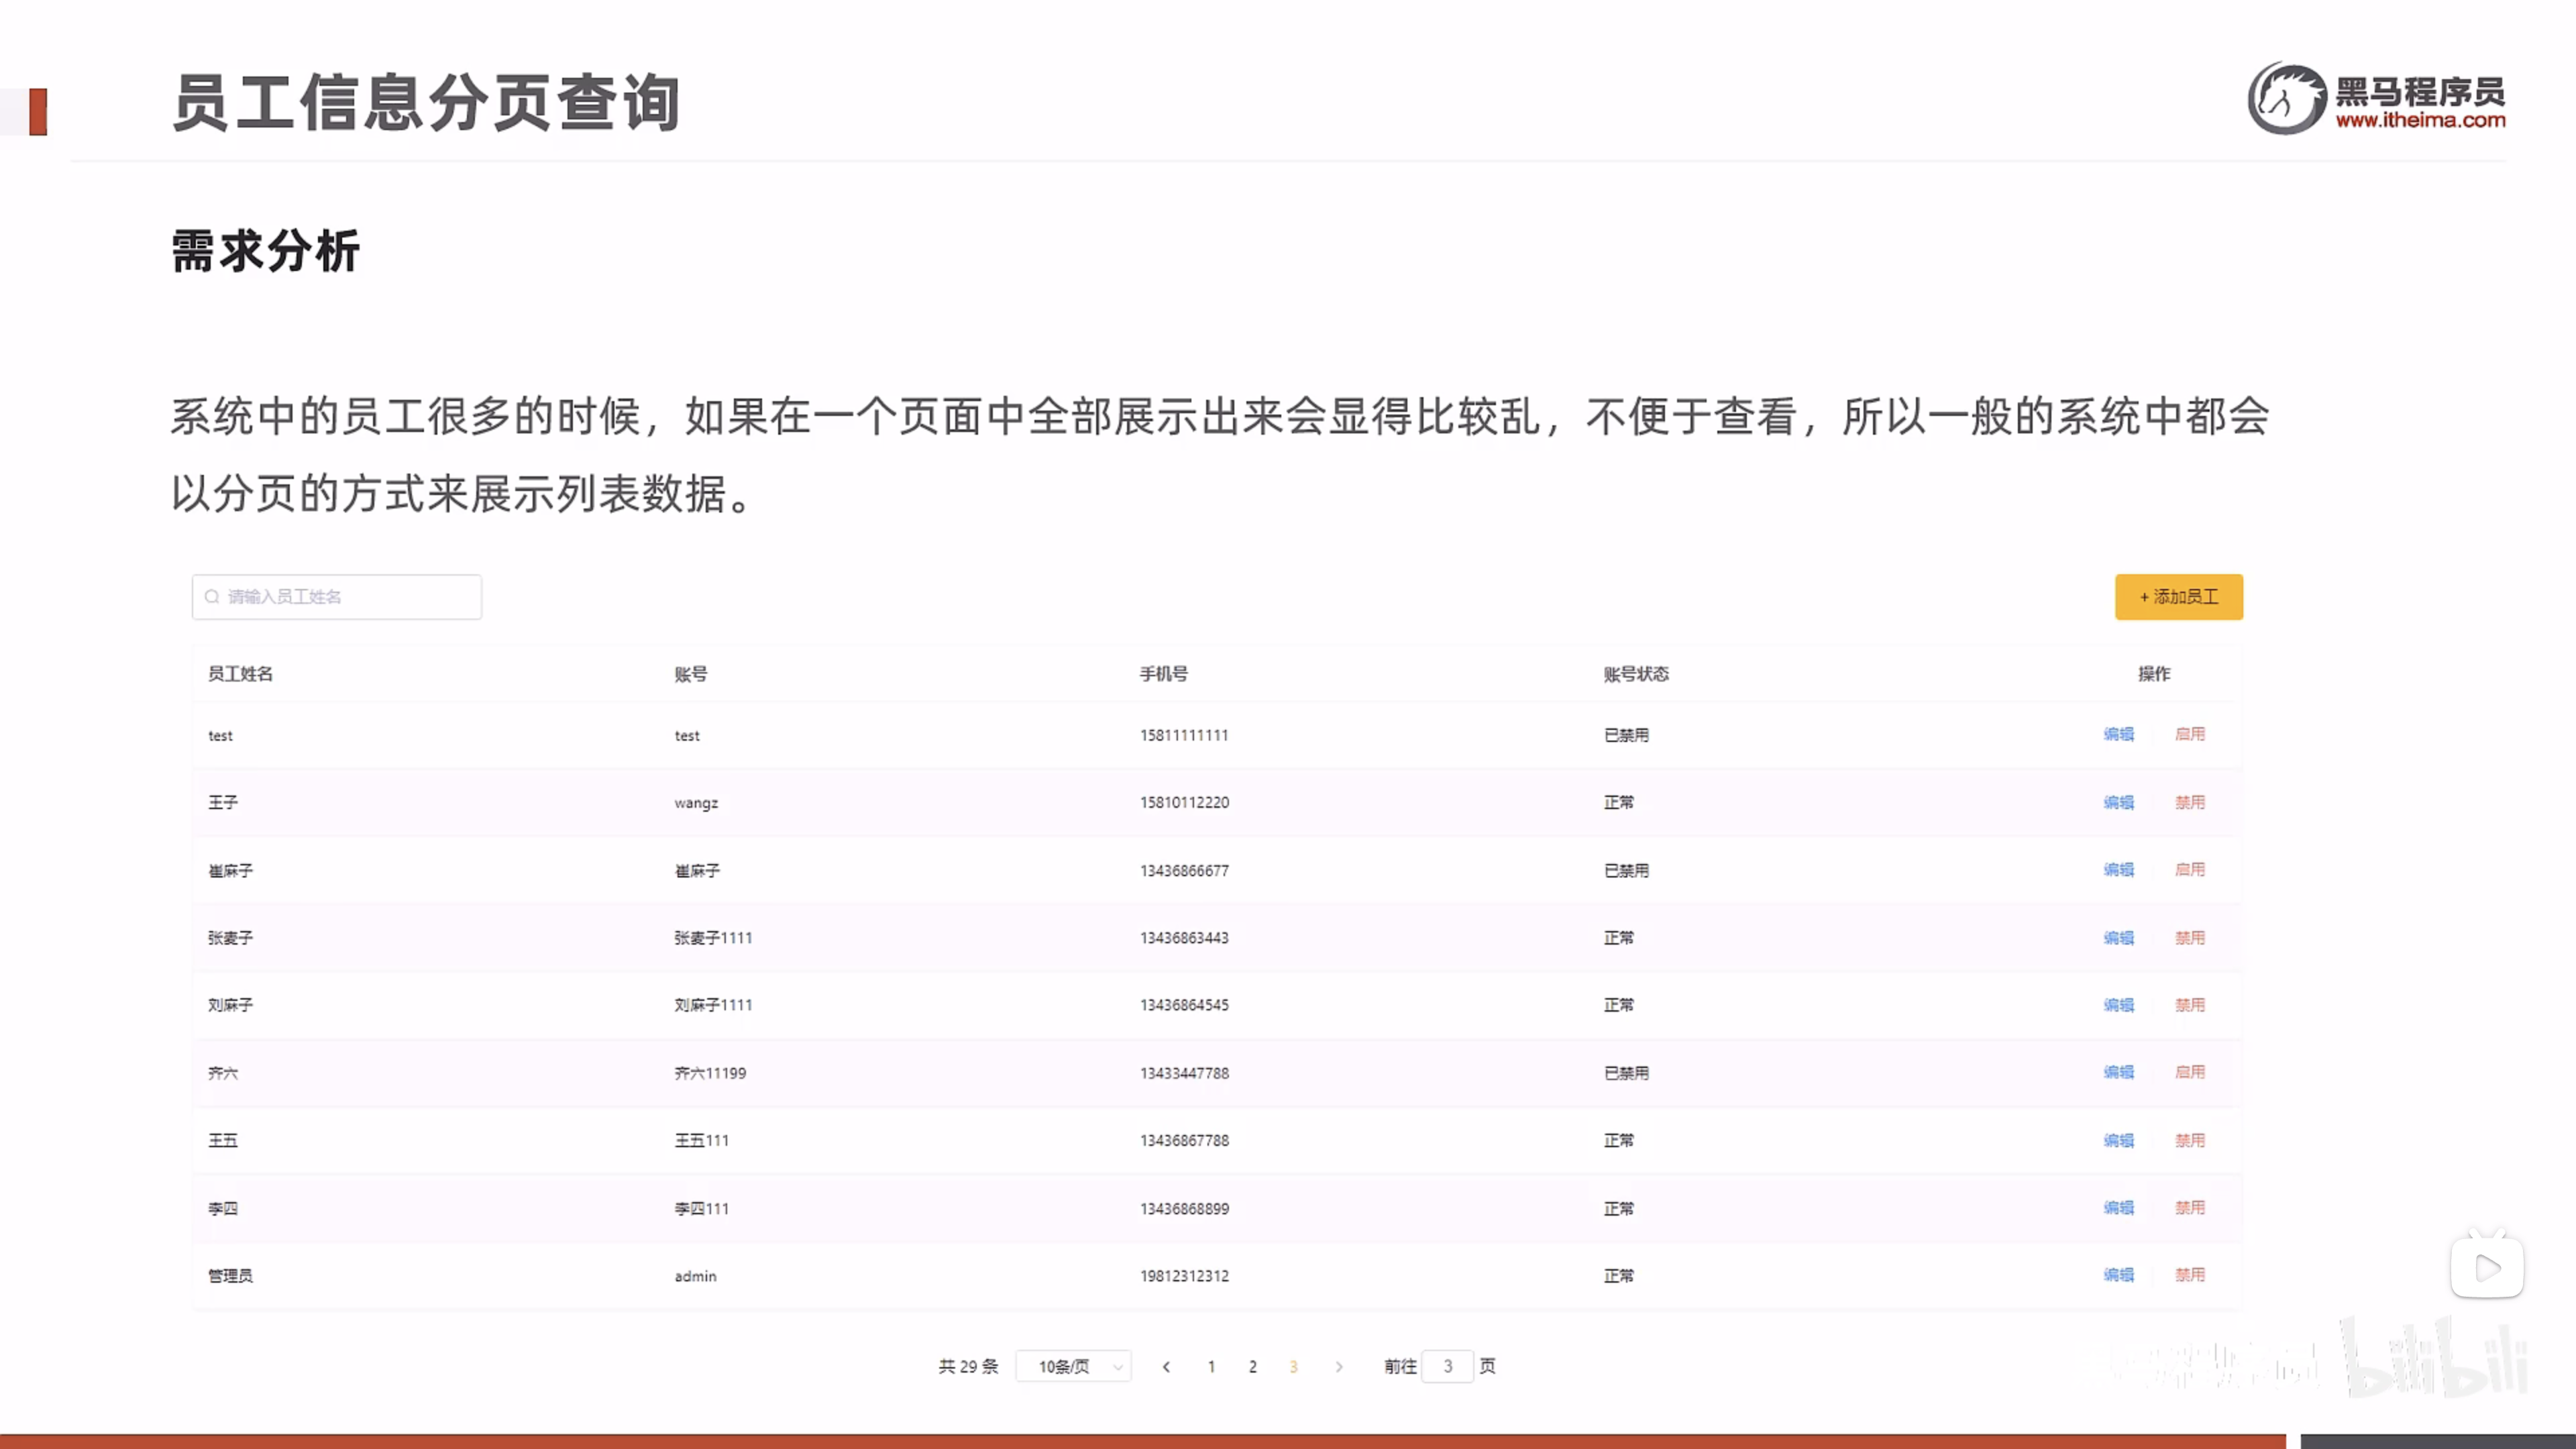 员工信息分页查询
黑马程序员
www.itheima.com
需求分析
系统中的员工很多的时候，如果在一个页面中全部展示出来会显得比较乱，不便于查看，所以一般的系统中都会
以分页的方式来展示列表数据。
请输入员工姓名
+ 添加员工
员工姓名 账号 手机号 账号状态 操作
test test 15811111111 已禁用 编辑 启用
王子 wangz 15810112220 正常 编辑 禁用
崔麻子 崔麻子 13436866677 已禁用 编辑 启用
张麦子 张麦子1111 13436863443 正常 编辑 禁用
刘麻子 刘麻子1111 13436864545 正常 编辑 禁用
齐六 齐六11199 13433447788 已禁用 编辑 启用
王五 王五111 13436867788 正常 编辑 禁用
李四 李四111 13436868899 正常 编辑 禁用
管理员 admin 19812312312 正常 编辑 禁用
共 29 条 10条/页 1 2 3 前往 3 页
bilibili